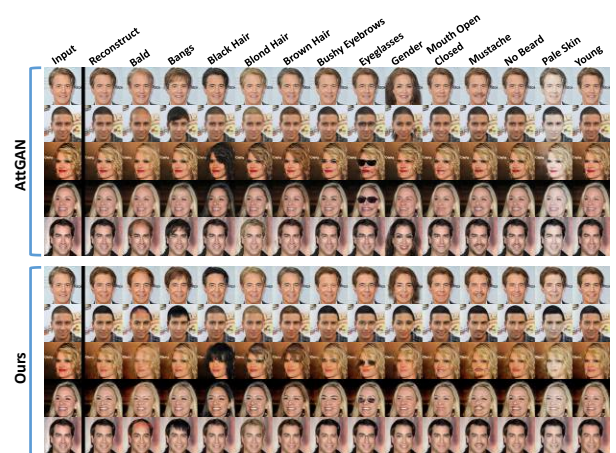 Input
Reconstruct
Bald
Bangs
Black Hair
Blond Hair
Brown Hair
Bushy Eyebrows
Eyeglasses
Gender
Mouth Open
Closed
Mustache
No Beard
Pale Skin
Young
AttGAN
Ours